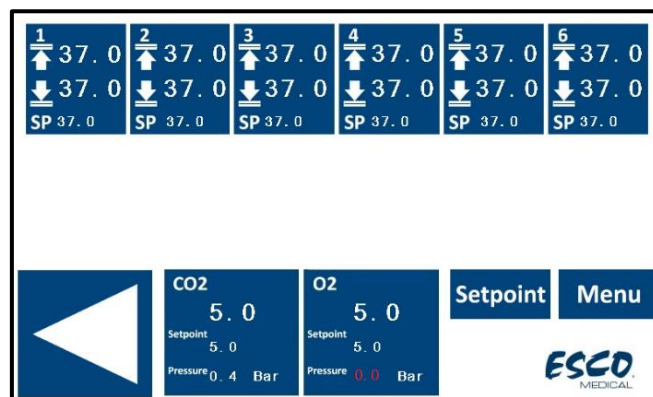 1 2 3 4 5 6
37.0 37.0 37.0 37.0 37.0 37.0
37.0 37.0 37.0 37.0 37.0 37.0
SP 37.0 SP 37.0 SP 37.0 SP 37.0 SP 37.0 SP 37.0
CO2
5.0
Setpoint
5.0
Pressure 0.4 Bar
O2
5.0
Setpoint
5.0
Pressure 0.0 Bar
Setpoint
Menu
ESCO
MEDICAL